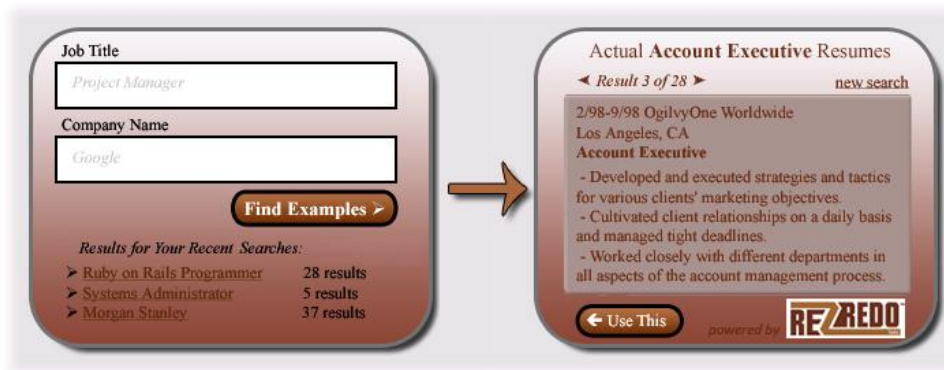 Job Title
Project Manager
Company Name
Google
Find Examples
Results for Your Recent Searches:
Ruby on Rails Programmer 28 results
Systems Administrator 5 results
Morgan Stanley 37 results
Actual Account Executive Resumes
Result 3 of 28
new search
2/98-9/98 OgilvyOne Worldwide
Los Angeles, CA
Account Executive
- Developed and executed strategies and tactics
for various clients' marketing objectives.
- Cultivated client relationships on a daily basis
and managed tight deadlines.
- Worked closely with different departments in
all aspects of the account management process.
Use This
powered by REZREDO